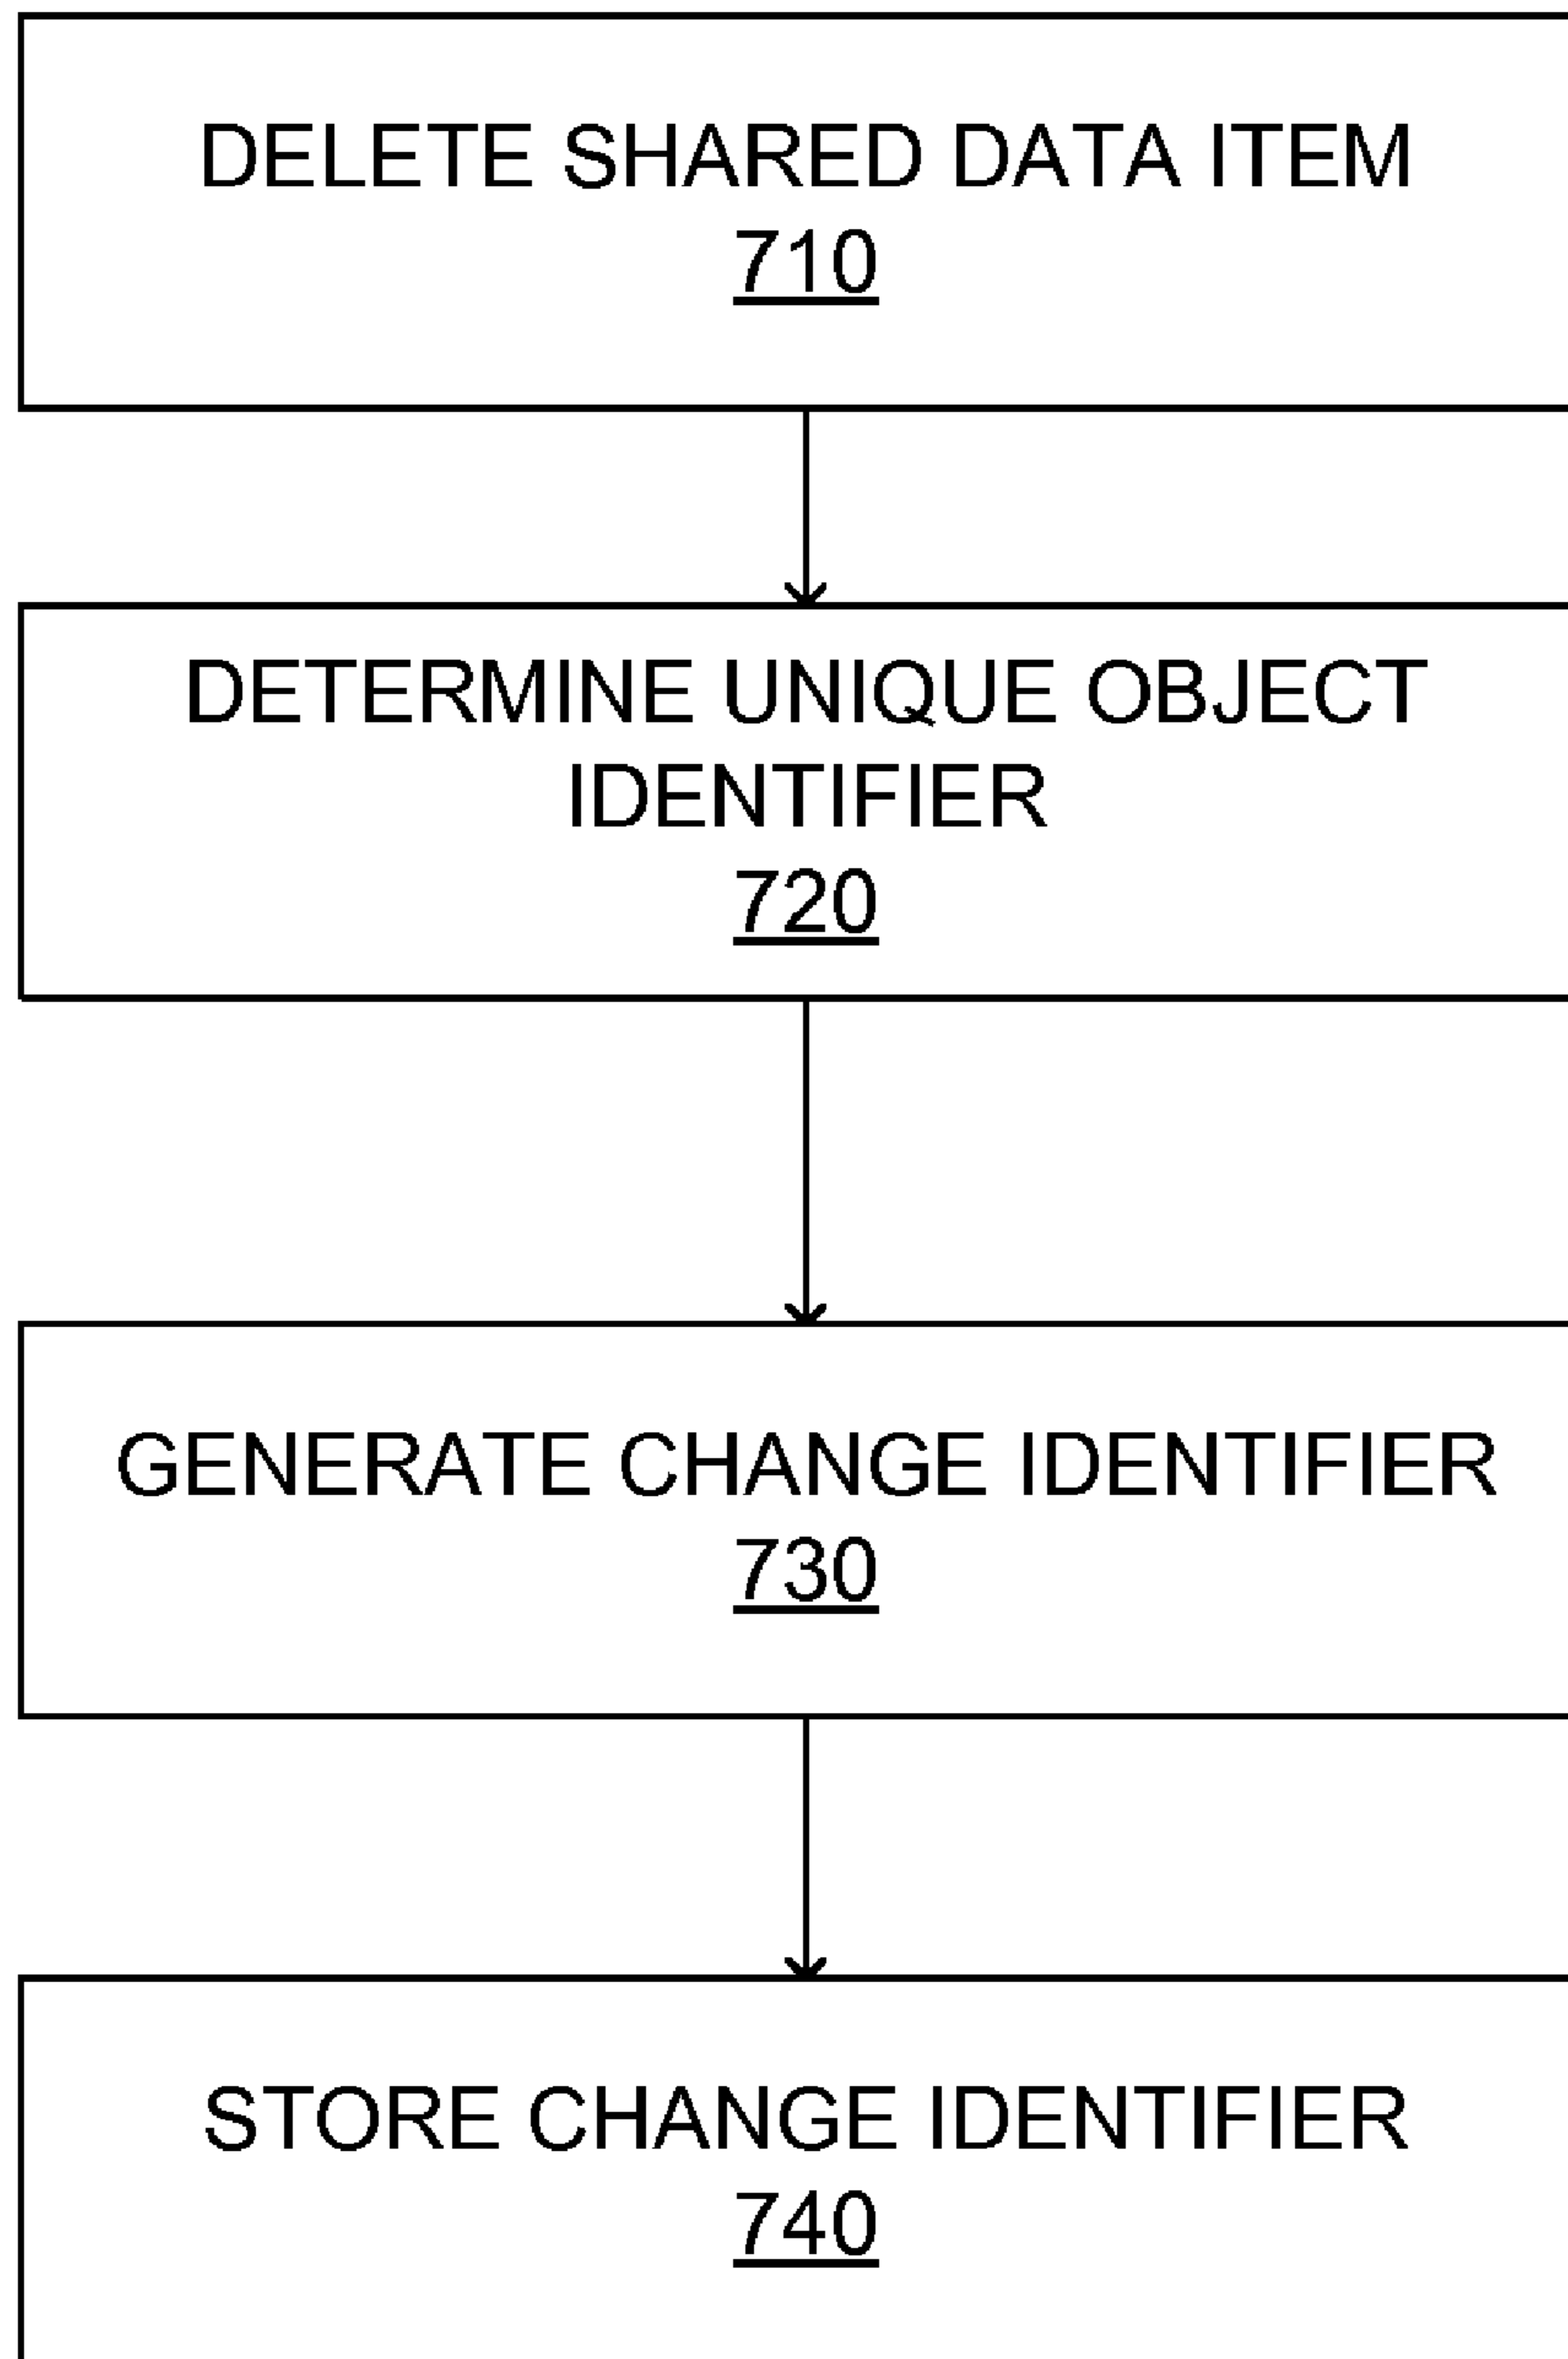 DELETE SHARED DATA ITEM
710
DETERMINE UNIQUE OBJECT
IDENTIFIER
720
GENERATE CHANGE IDENTIFIER
730
STORE CHANGE IDENTIFIER
740